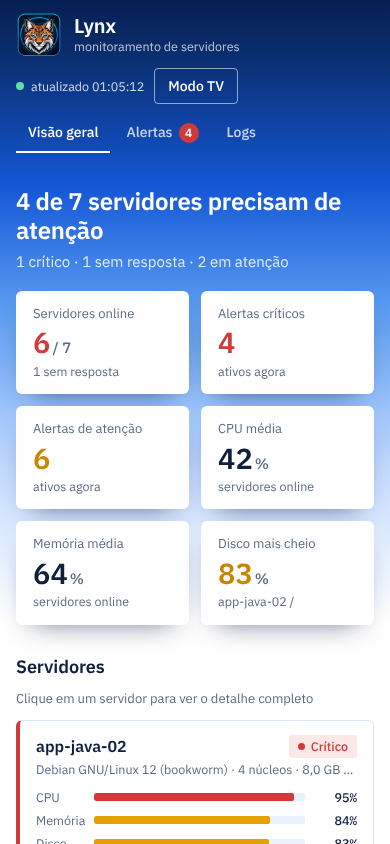 Lynx
monitoramento de servidores
atualizado 01:05:12
Modo TV
Visão geral
Alertas 4
Logs
4 de 7 servidores precisam de
atenção
1 crítico · 1 sem resposta · 2 em atenção
Servidores online
6 / 7
1 sem resposta
Alertas críticos
4
ativos agora
Alertas de atenção
6
ativos agora
CPU média
42 %
servidores online
Memória média
64 %
servidores online
Disco mais cheio
83 %
app-java-02 /
Servidores
Clique em um servidor para ver o detalhe completo
app-java-02
Crítico
Debian GNU/Linux 12 (bookworm) · 4 núcleos · 8,0 GB ...
CPU 95%
Memória 84%
Disco 83%